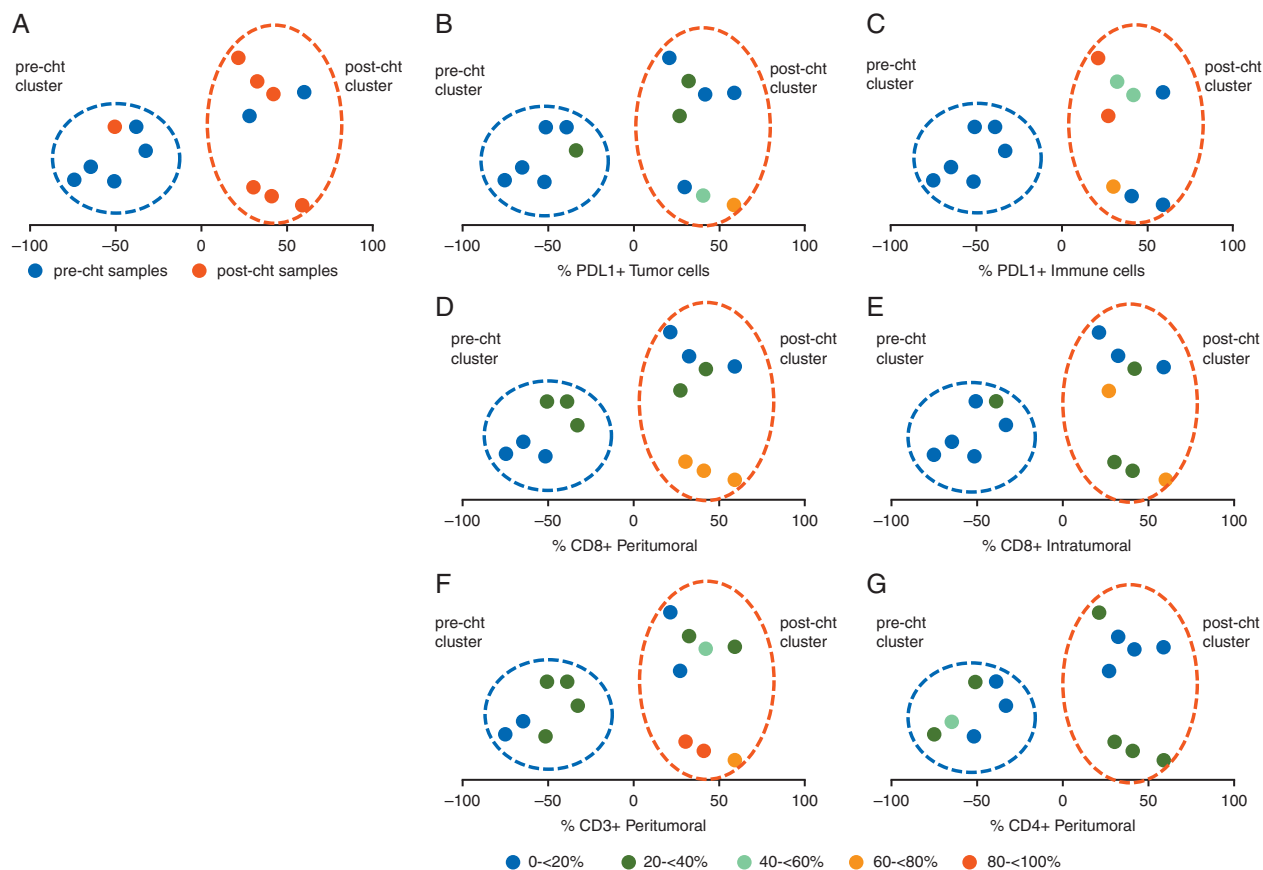 A
pre-cht
cluster
post-cht
cluster
−100
−50
0
50
100
pre-cht samples
post-cht samples
B
pre-cht
cluster
post-cht
cluster
−100
−50
0
50
100
% PDL1+ Tumor cells
C
pre-cht
cluster
post-cht
cluster
−100
−50
0
50
100
% PDL1+ Immune cells
D
pre-cht
cluster
post-cht
cluster
−100
−50
0
50
100
% CD8+ Peritumoral
E
pre-cht
cluster
post-cht
cluster
−100
−50
0
50
100
% CD8+ Intratumoral
F
pre-cht
cluster
post-cht
cluster
−100
−50
0
50
100
% CD3+ Peritumoral
G
pre-cht
cluster
post-cht
cluster
−100
−50
0
50
100
% CD4+ Peritumoral
0-<20%
20-<40%
40-<60%
60-<80%
80-<100%